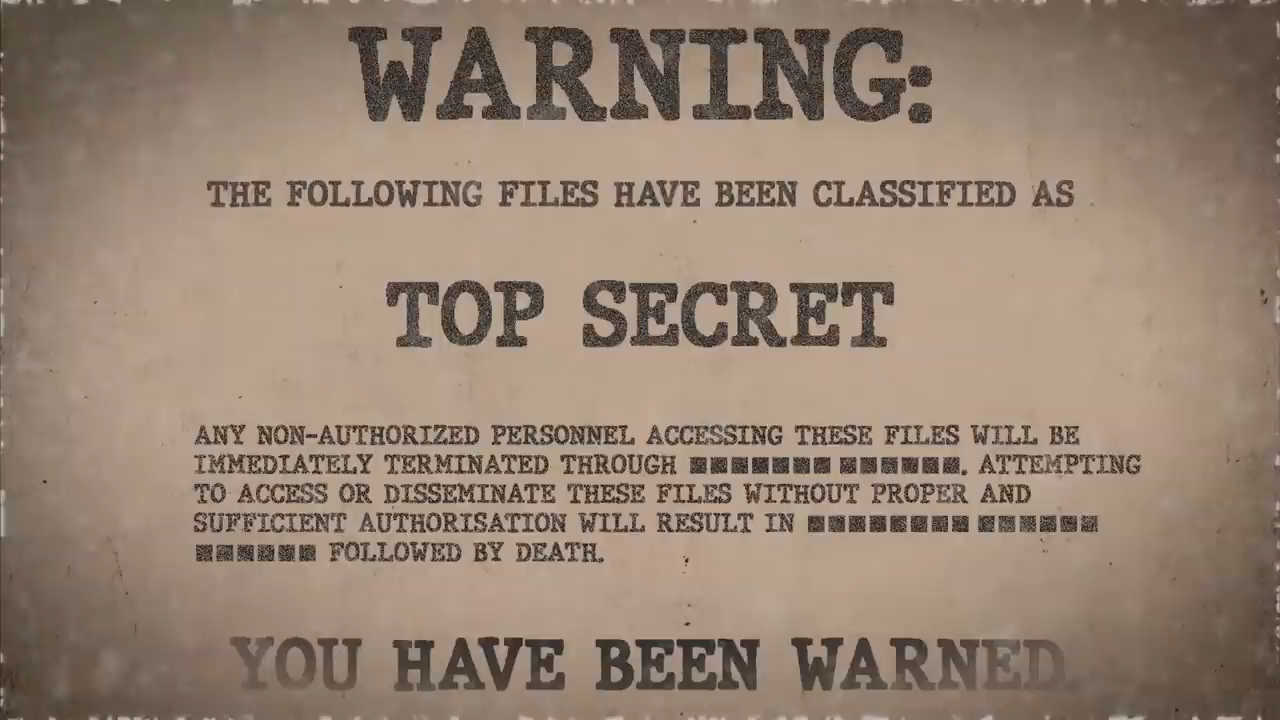 WARNING:
THE FOLLOWING FILES HAVE BEEN CLASSIFIED AS
TOP SECRET
ANY NON-AUTHORIZED PERSONNEL ACCESSING THESE FILES WILL BE
IMMEDIATELY TERMINATED THROUGH ■■■■■■■ ■■■■■■. ATTEMPTING
TO ACCESS OR DISSEMINATE THESE FILES WITHOUT PROPER AND
SUFFICIENT AUTHORISATION WILL RESULT IN ■■■■■■■■ ■■■■■■
■■■■■■ FOLLOWED BY DEATH.
YOU HAVE BEEN WARNED.